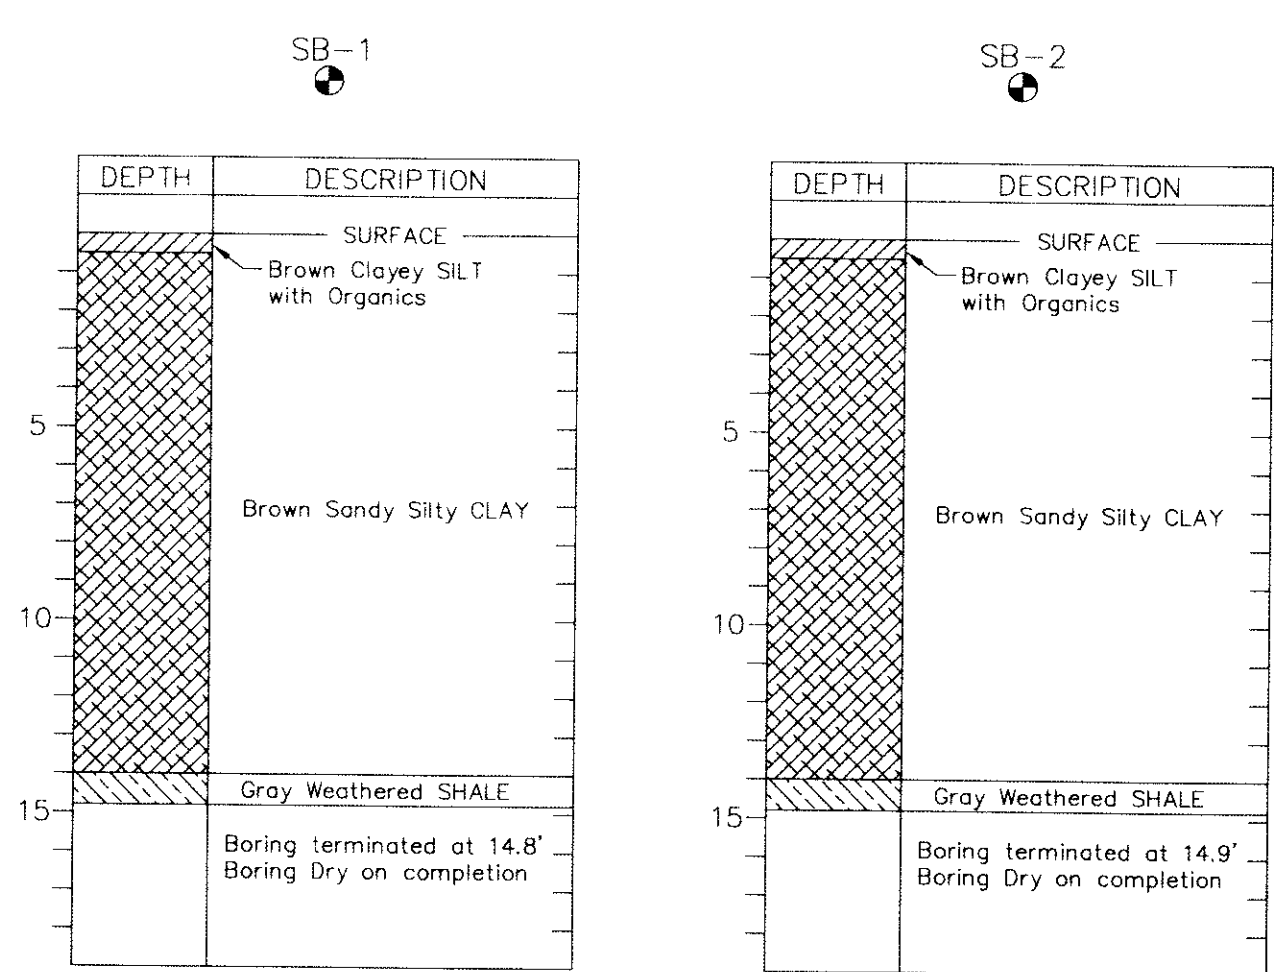 SB-1
DEPTH DESCRIPTION
SURFACE
Brown Clayey SILT
with Organics
5
Brown Sandy Silty CLAY
10
Gray Weathered SHALE
15
Boring terminated at 14.8'
Boring Dry on completion
SB-2
DEPTH DESCRIPTION
SURFACE
Brown Clayey SILT
with Organics
5
Brown Sandy Silty CLAY
10
Gray Weathered SHALE
15
Boring terminated at 14.9'
Boring Dry on completion